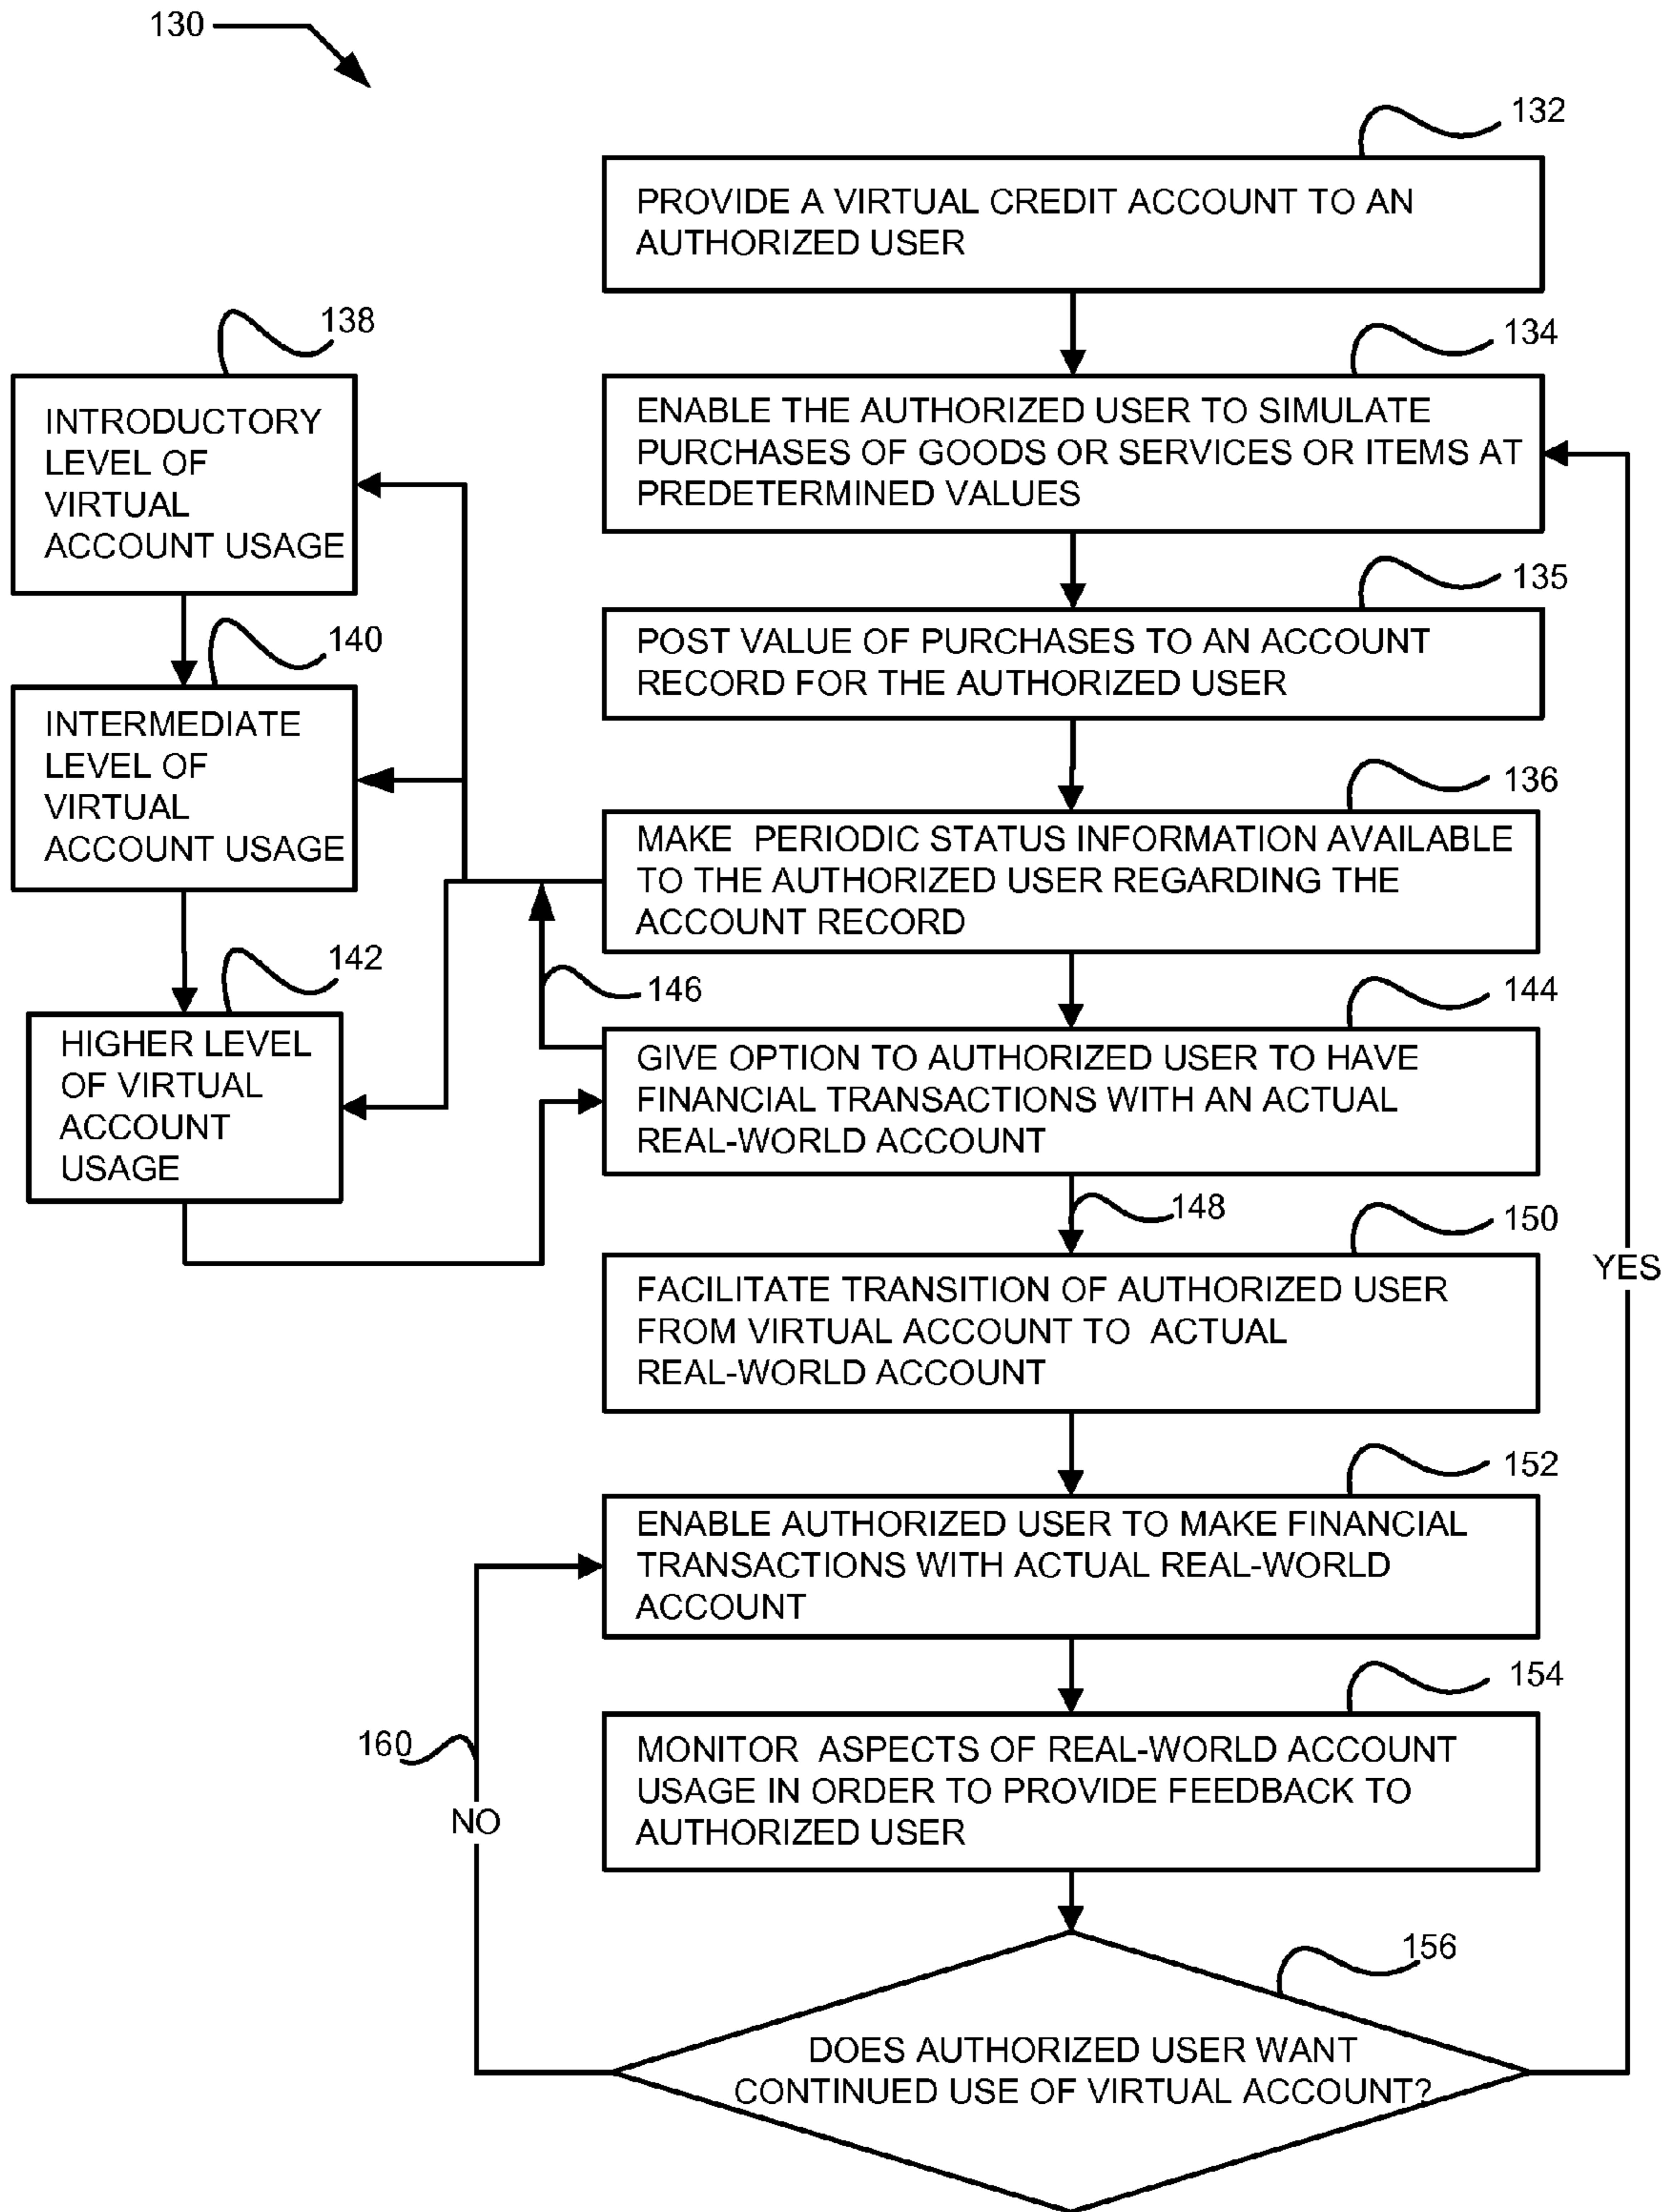 130
132
PROVIDE A VIRTUAL CREDIT ACCOUNT TO AN
AUTHORIZED USER
134
ENABLE THE AUTHORIZED USER TO SIMULATE
PURCHASES OF GOODS OR SERVICES OR ITEMS AT
PREDETERMINED VALUES
135
POST VALUE OF PURCHASES TO AN ACCOUNT
RECORD FOR THE AUTHORIZED USER
136
MAKE PERIODIC STATUS INFORMATION AVAILABLE
TO THE AUTHORIZED USER REGARDING THE
ACCOUNT RECORD
138
INTRODUCTORY
LEVEL OF
VIRTUAL
ACCOUNT USAGE
140
INTERMEDIATE
LEVEL OF
VIRTUAL
ACCOUNT USAGE
142
HIGHER LEVEL
OF VIRTUAL
ACCOUNT
USAGE
146
144
GIVE OPTION TO AUTHORIZED USER TO HAVE
FINANCIAL TRANSACTIONS WITH AN ACTUAL
REAL-WORLD ACCOUNT
148
150
FACILITATE TRANSITION OF AUTHORIZED USER
FROM VIRTUAL ACCOUNT TO ACTUAL
REAL-WORLD ACCOUNT
YES
152
ENABLE AUTHORIZED USER TO MAKE FINANCIAL
TRANSACTIONS WITH ACTUAL REAL-WORLD
ACCOUNT
154
MONITOR ASPECTS OF REAL-WORLD ACCOUNT
USAGE IN ORDER TO PROVIDE FEEDBACK TO
AUTHORIZED USER
160
NO
156
DOES AUTHORIZED USER WANT
CONTINUED USE OF VIRTUAL ACCOUNT?